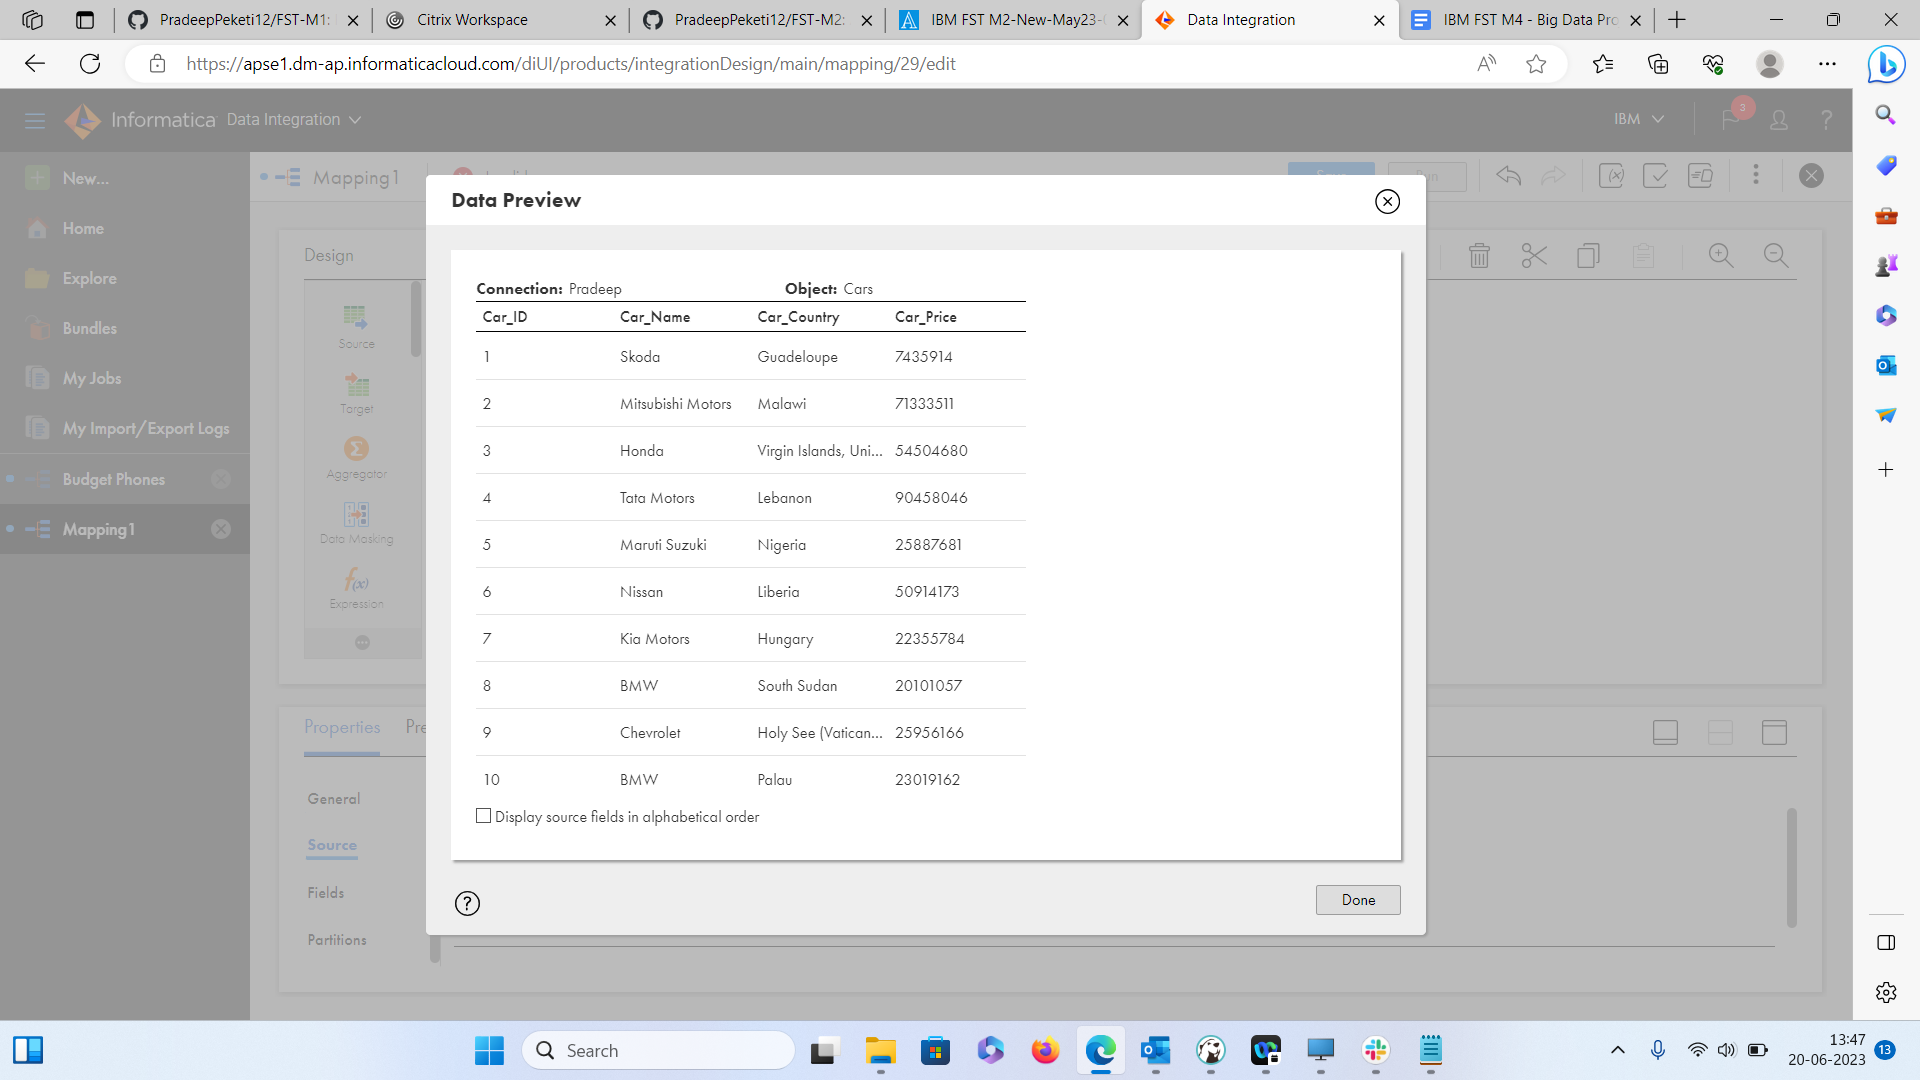 PradeepPeketi12/FST-M1:
Citrix Workspace
PradeepPeketi12/FST-M2:
IBM FST M2-New-May23-
Data Integration
IBM FST M4 - Big Data Pro
https://apse1.dm-ap.informaticacloud.com/diUI/products/integrationDesign/main/mapping/29/edit
Informatica Data Integration
IBM
3
?
New...
Home
Explore
Bundles
My Jobs
My Import/Export Logs
Budget Phones
Mapping1
Mapping1
Design
Source
Target
Aggregator
Data Masking
Expression
Properties
General
Source
Fields
Partitions
Data Preview
Connection: Pradeep Object: Cars
Car_ID Car_Name Car_Country Car_Price
1 Skoda Guadeloupe 7435914
2 Mitsubishi Motors Malawi 71333511
3 Honda Virgin Islands, Uni... 54504680
4 Tata Motors Lebanon 90458046
5 Maruti Suzuki Nigeria 25887681
6 Nissan Liberia 50914173
7 Kia Motors Hungary 22355784
8 BMW South Sudan 20101057
9 Chevrolet Holy See (Vatican... 25956166
10 BMW Palau 23019162
Display source fields in alphabetical order
?
Done
Search
13:47
20-06-2023
13